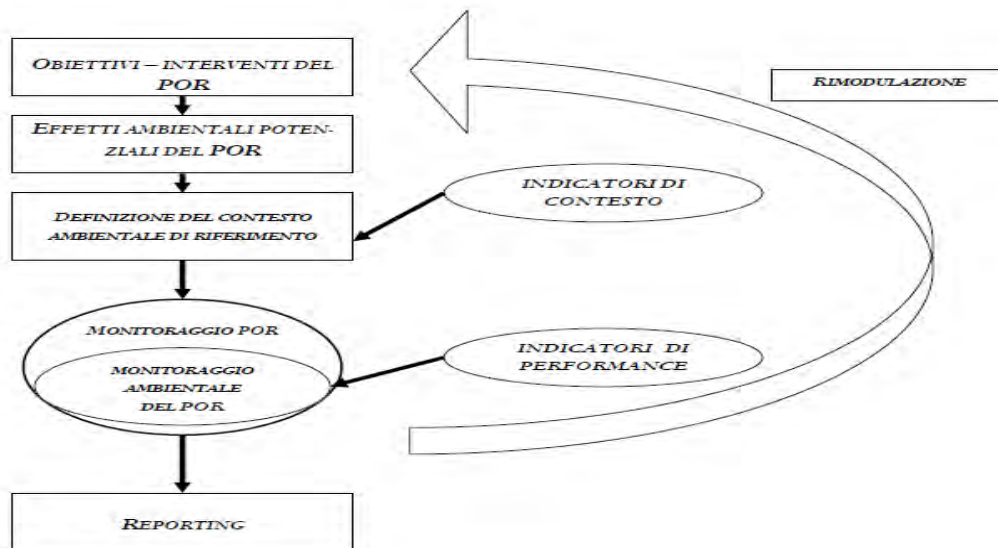 OBIETTIVI – INTERVENTI DEL
POR
RIMODULAZIONE
EFFETTI AMBIENTALI POTEN-
ZIALI DEL POR
INDICATORI DI
CONTESTO
DEFINIZIONE DEL CONTESTO
AMBIENTALE DI RIFERIMENTO
MONITORAGGIO POR
INDICATORI DI
PERFORMANCE
MONITORAGGIO
AMBIENTALE
DEL POR
REPORTING